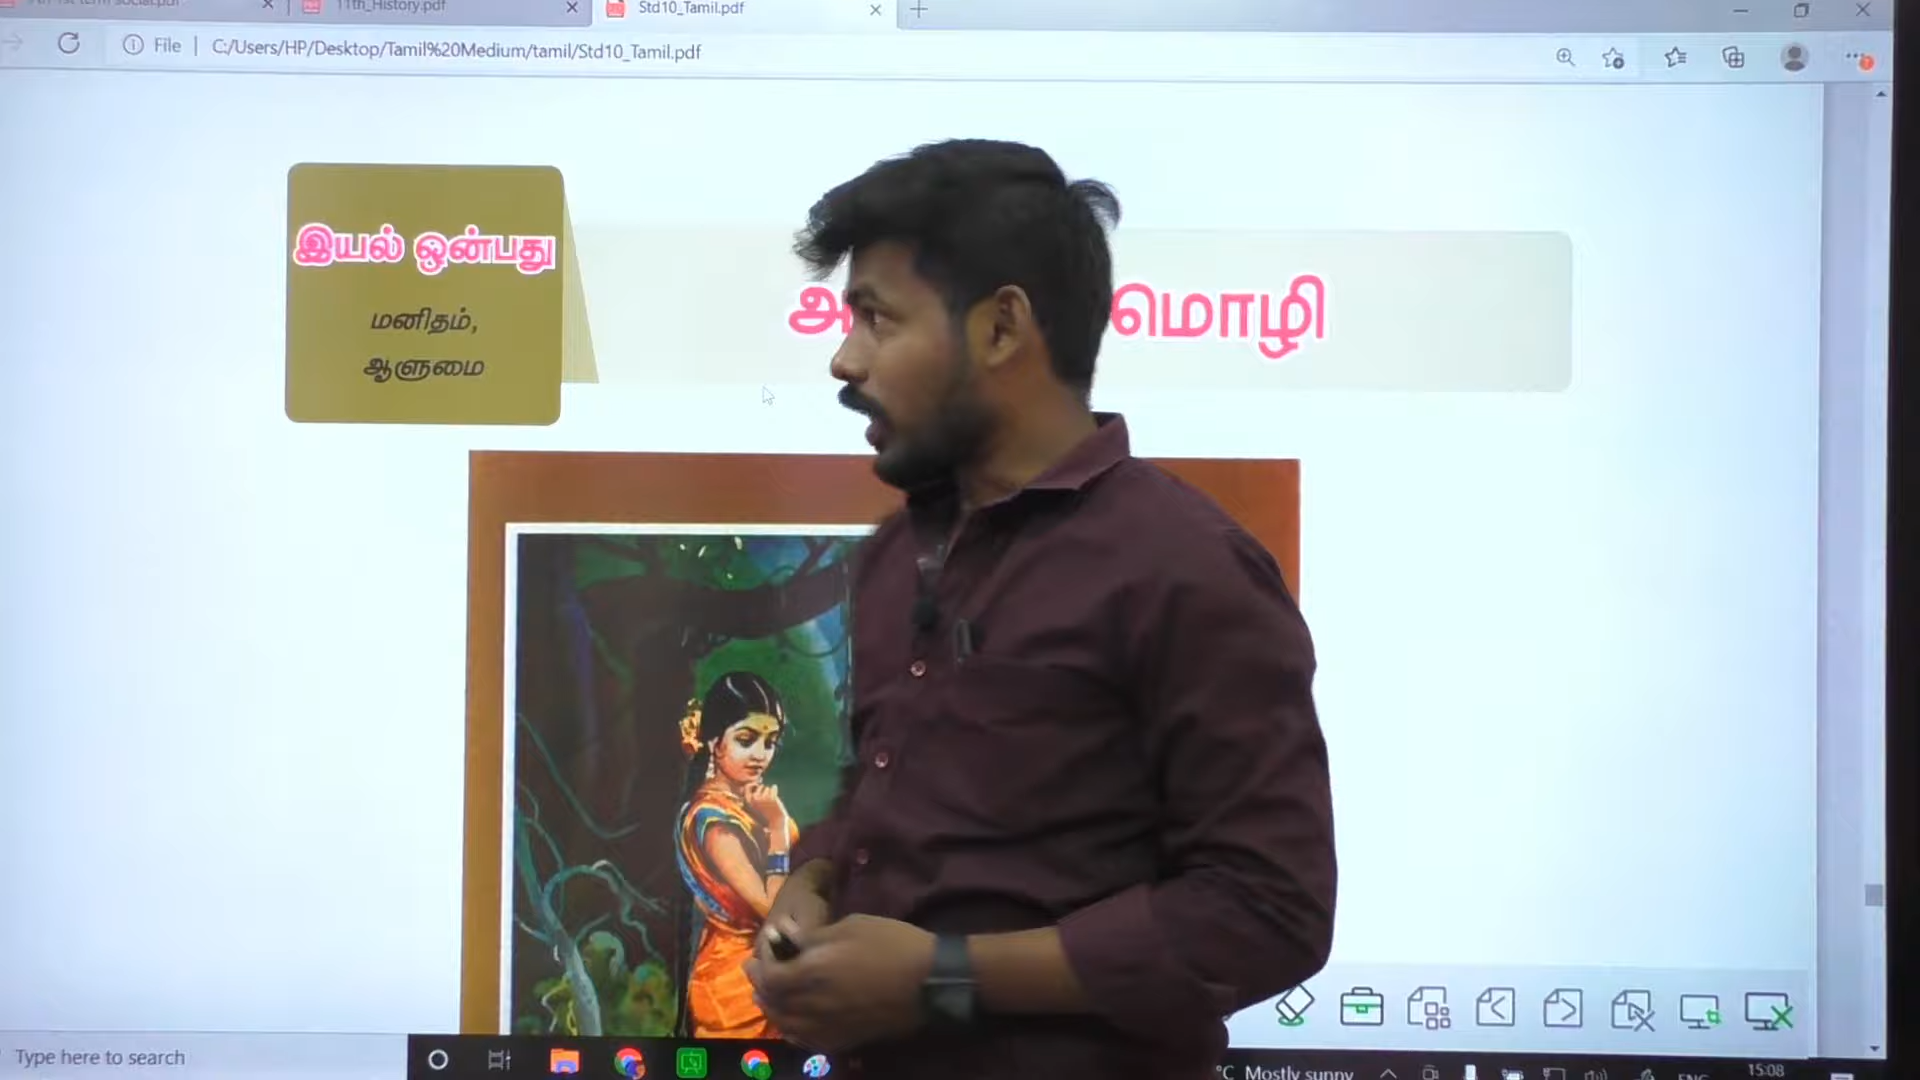 11th_History.pdf
Std10_Tamil.pdf
File
C:/Users/HP/Desktop/Tamil%20Medium/tamil/Std10_Tamil.pdf
இயல் ஒன்பது
மனிதம்,
ஆளுமை
மொழி
Type here to search
°C Mostly sunny
ENG
15:08